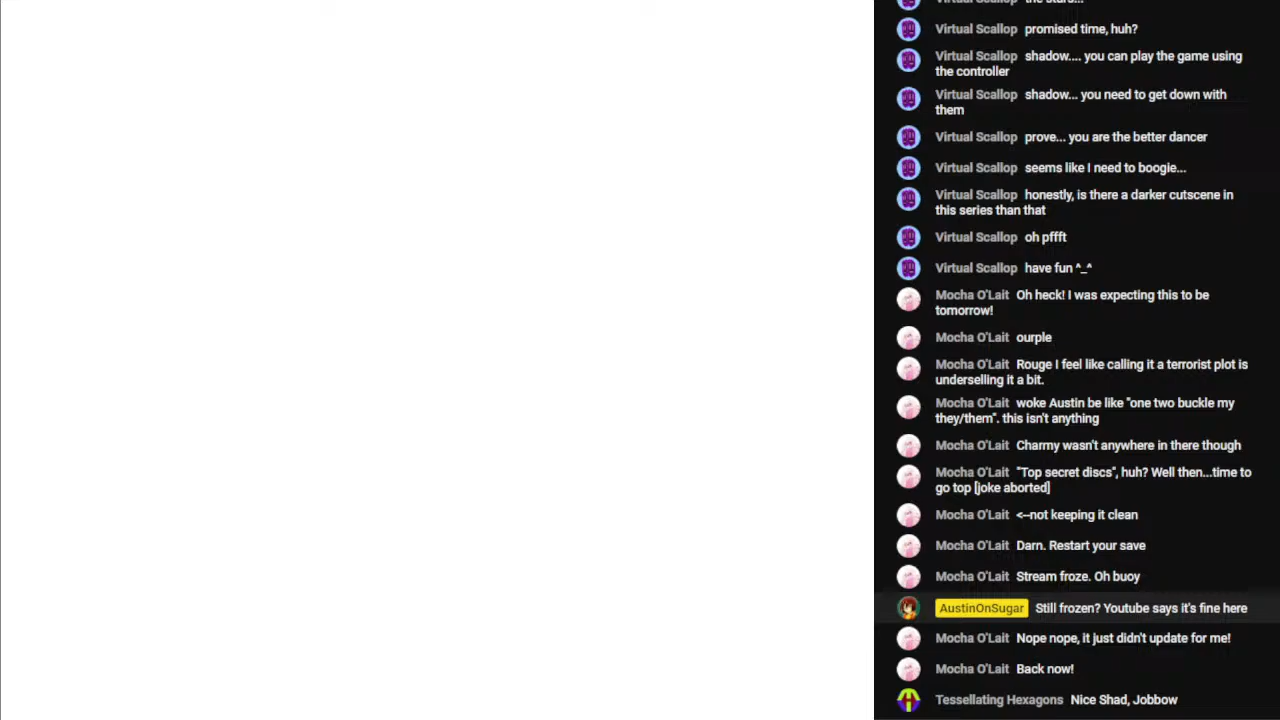 Virtual Scallop the stars...
Virtual Scallop promised time, huh?
Virtual Scallop shadow.... you can play the game using
the controller
Virtual Scallop shadow... you need to get down with
them
Virtual Scallop prove... you are the better dancer
Virtual Scallop seems like I need to boogie...
Virtual Scallop honestly, is there a darker cutscene in
this series than that
Virtual Scallop oh pffft
Virtual Scallop have fun ^_^
Mocha O'Lait Oh heck! I was expecting this to be
tomorrow!
Mocha O'Lait ourple
Mocha O'Lait Rouge I feel like calling it a terrorist plot is
underselling it a bit.
Mocha O'Lait woke Austin be like "one two buckle my
they/them". this isn't anything
Mocha O'Lait Charmy wasn't anywhere in there though
Mocha O'Lait "Top secret discs", huh? Well then...time to
go top [joke aborted]
Mocha O'Lait <--not keeping it clean
Mocha O'Lait Darn. Restart your save
Mocha O'Lait Stream froze. Oh buoy
AustinOnSugar Still frozen? Youtube says it's fine here
Mocha O'Lait Nope nope, it just didn't update for me!
Mocha O'Lait Back now!
Tessellating Hexagons Nice Shad, Jobbow